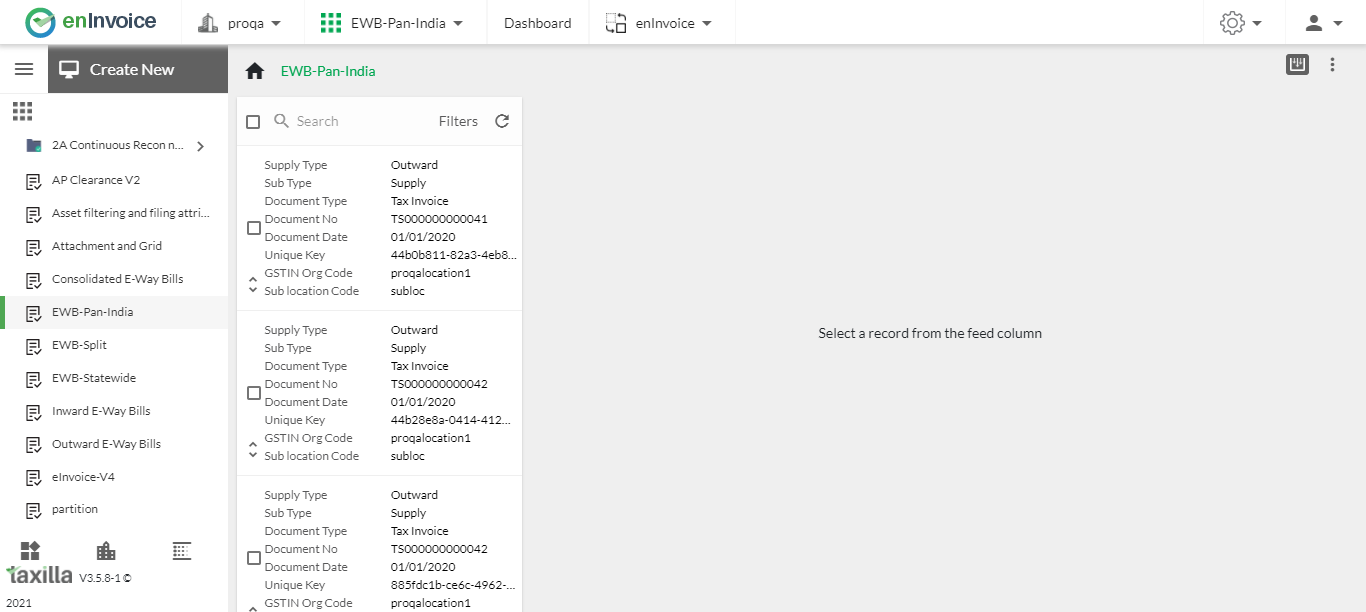 enInvoice
proqa
EWB-Pan-India
Dashboard
enInvoice
Create New
EWB-Pan-India
2A Continuous Recon n...
AP Clearance V2
Asset filtering and filing attri...
Attachment and Grid
Consolidated E-Way Bills
EWB-Pan-India
EWB-Split
EWB-Statewide
Inward E-Way Bills
Outward E-Way Bills
eInvoice-V4
partition
taxilla V3.5.8-1 ©
2021
Search Filters
Supply Type Outward
Sub Type Supply
Document Type Tax Invoice
Document No TS000000000041
Document Date 01/01/2020
Unique Key 44b0b811-82a3-4eb8...
GSTIN Org Code proqalocation1
Sub location Code subloc
Supply Type Outward
Sub Type Supply
Document Type Tax Invoice
Document No TS000000000042
Document Date 01/01/2020
Unique Key 44b28e8a-0414-412...
GSTIN Org Code proqalocation1
Sub location Code subloc
Supply Type Outward
Sub Type Supply
Document Type Tax Invoice
Document No TS000000000042
Document Date 01/01/2020
Unique Key 885fdc1b-ce6c-4962-...
GSTIN Org Code proqalocation1
Select a record from the feed column